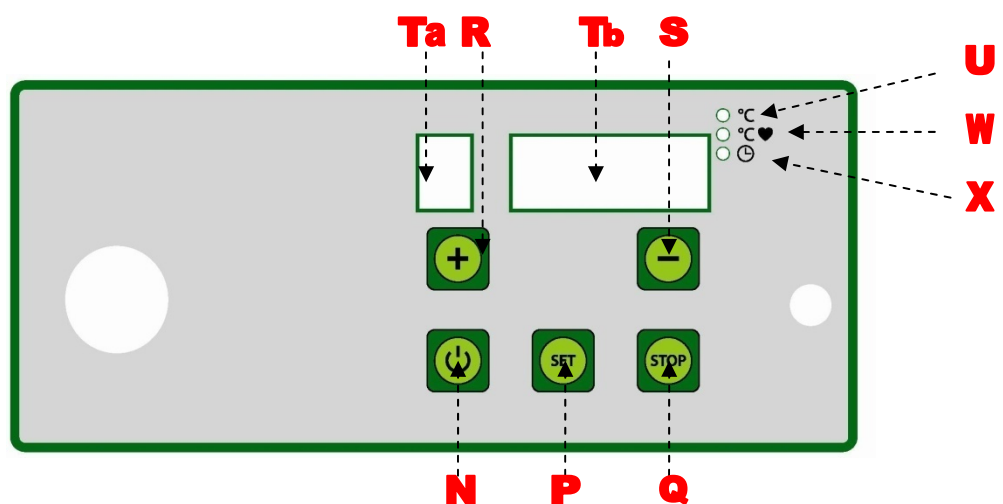 Ta R Tb S
U
℃
W
℃♥
X
+ −
SET STOP
N P Q